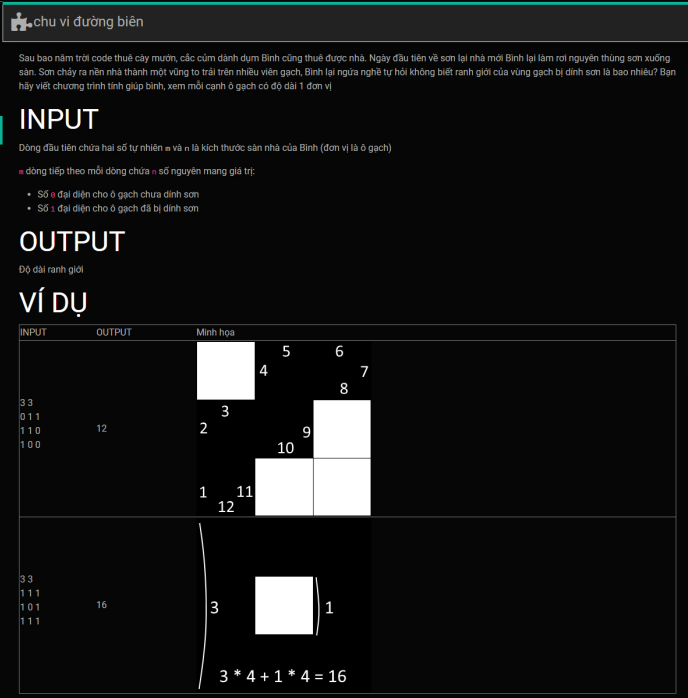 chu vi đường biên
Sau bao năm trời code thuê cày mướn, cắc củm dành dụm Bình cũng thuê được nhà. Ngày đầu tiên về sơn lại nhà mới Bình lại làm rơi nguyên thùng sơn xuống
sàn. Sơn chảy ra nền nhà thành một vũng to trải trên nhiều viên gạch, Bình lại ngứa nghề tự hỏi không biết ranh giới của vùng gạch bị dính sơn là bao nhiêu? Bạn
hãy viết chương trình tính giúp bình, xem mỗi cạnh ô gạch có độ dài 1 đơn vị
INPUT
Dòng đầu tiên chứa hai số tự nhiên m và n là kích thước sàn nhà của Bình (đơn vị là ô gạch)
m dòng tiếp theo mỗi dòng chứa n số nguyên mang giá trị:
• Số 0 đại diện cho ô gạch chưa dính sơn
• Số 1 đại diện cho ô gạch đã bị dính sơn
OUTPUT
Độ dài ranh giới
VÍ DỤ
INPUT OUTPUT Minh họa
3 3
0 1 1
1 1 0
1 0 0
12
5 6
4 7
8
3
2 9
10
1 11
12
3 3
1 1 1
1 0 1
1 1 1
16
3 1
3 * 4 + 1 * 4 = 16